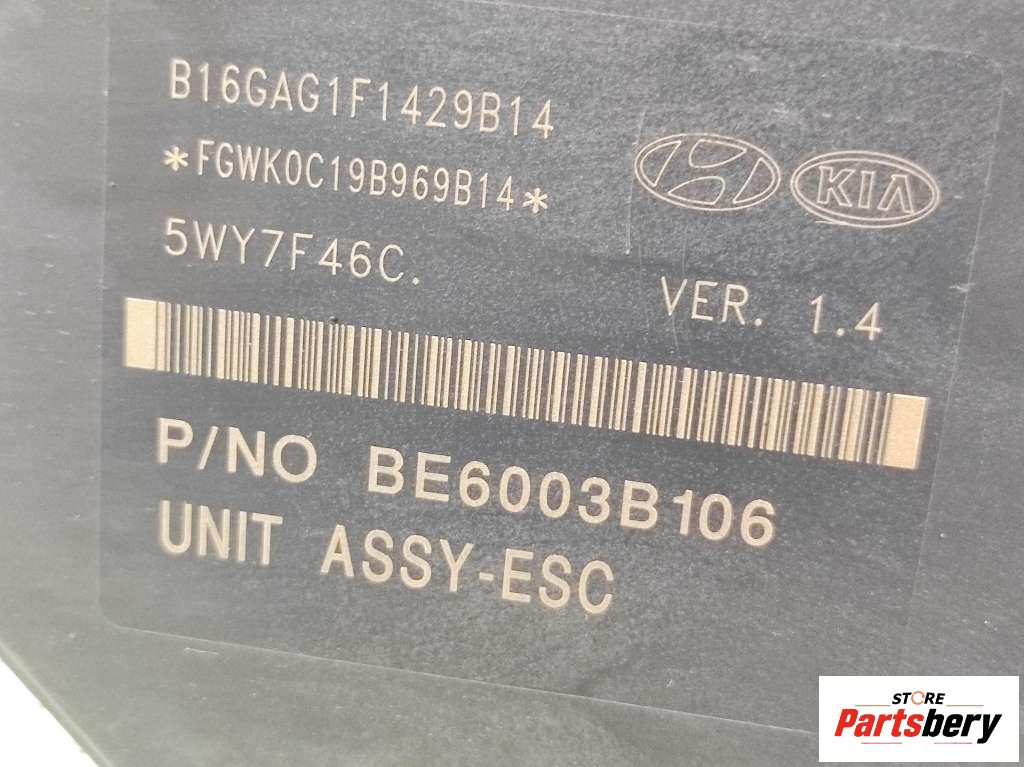 B16GAG1F1429B14
*FGWK0C19B969B14*
KIA
5WY7F46C.
VER. 1.4
P/NO BE6003B106
UNIT ASSY-ESC
STORE
Partsbery